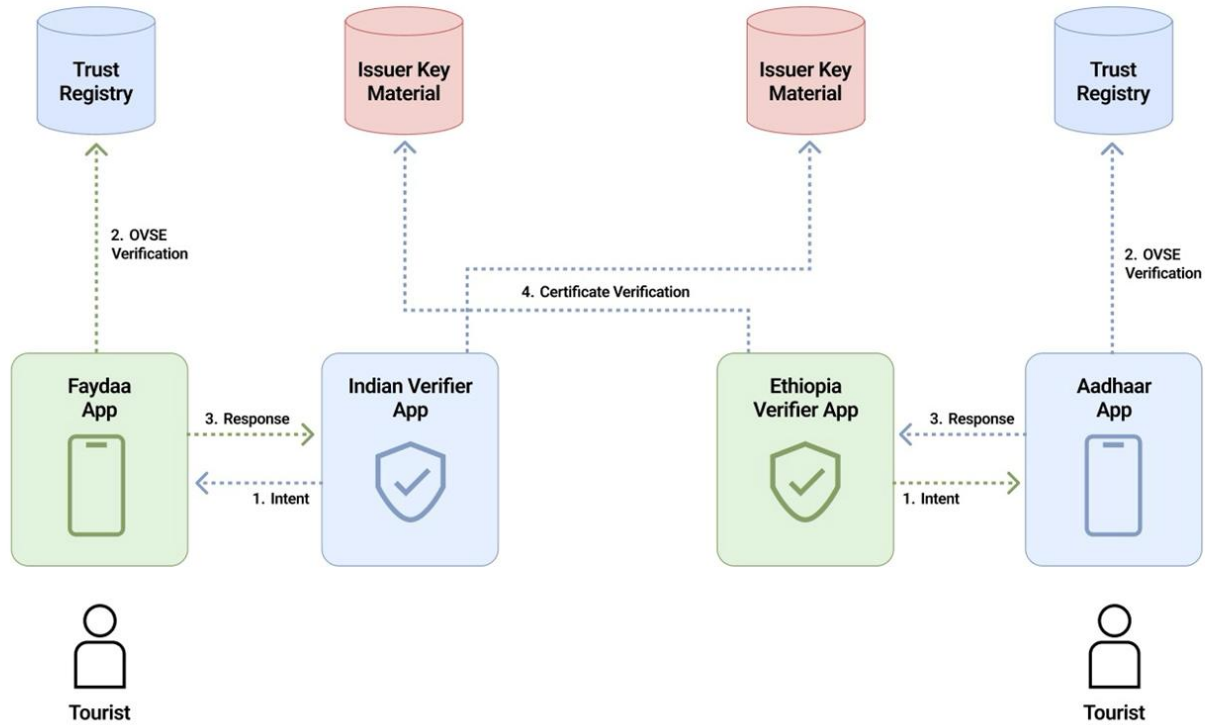 Trust
Registry
Issuer Key
Material
Issuer Key
Material
Trust
Registry
2. OVSE
Verification
2. OVSE
Verification
4. Certificate Verification
Faydaa
App
Indian Verifier
App
Ethiopia
Verifier App
Aadhaar
App
3. Response
3. Response
1. Intent
1. Intent
Tourist
Tourist